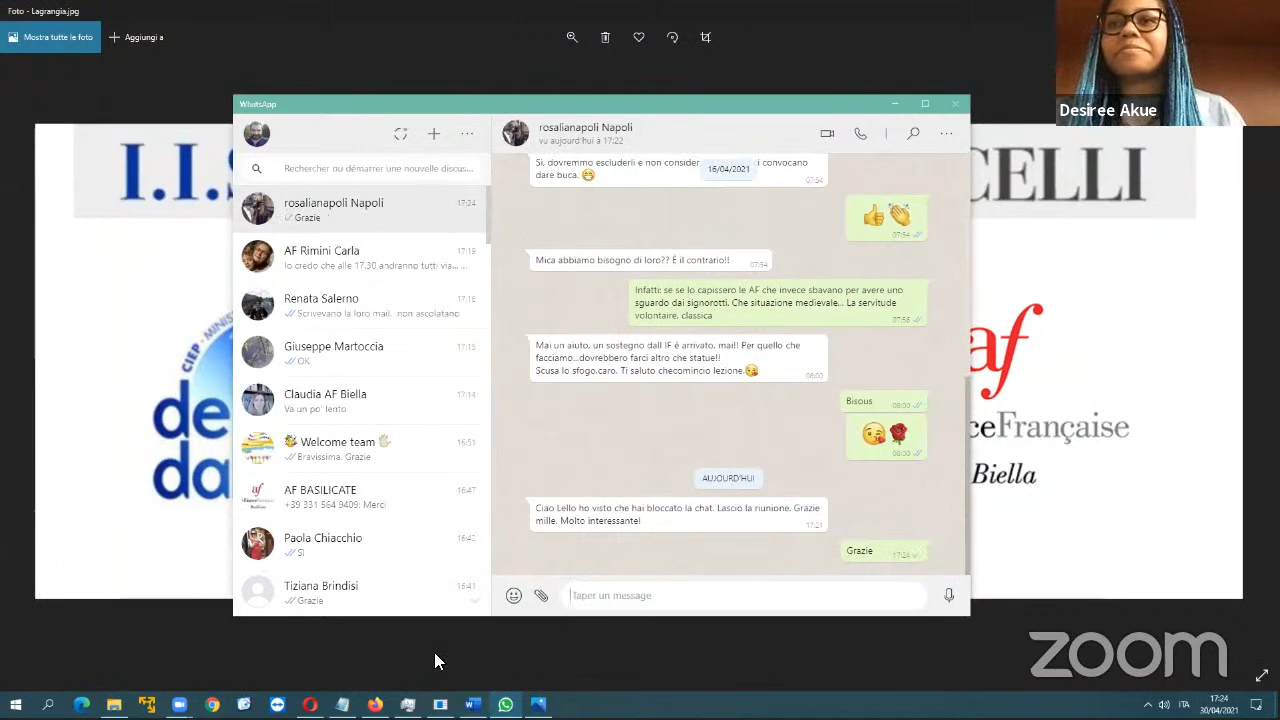 Foto - Lagrangia.jpg
Mostra tutte le foto
Aggiungi a
Desiree Akue
I.I.S
CELLI
CIEP - MINIS
de
da
af
ceFrançaise
Biella
WhatsApp
Rechercher ou démarrer une nouvelle discus...
rosalianapoli Napoli 17:24
Grazie
AF Rimini Carla 17:19
Io credo che alle 17.30 andranno tutti via...
Renata Salerno 17:16
Scrivevano la loro mail. non ascolatano
Giuseppe Martoccia 17:15
OK
Claudia AF Biella 17:14
Va un po' lento
Welcome team 16:51
Bravissima. Grazie
AF BASILICATE 16:47
+39 331 564 9409: Merci
Paola Chiacchio 16:42
Sì
Tiziana Brindisi 16:41
Grazie
rosalianapoli Napoli
vu aujourd'hui à 17:22
Si, dovremmo escluderli e non consider
i convocano
16/04/2021
dare buca. 😁 07:54
👍👏 07:54
Mica abbiamo bisogno di loro?? É il contrario!! 07:54
Infatti: se se lo capissero le AF che invece sbavano per avere uno
sguardo dai signorotti. Che situazione medievale... La servitude
volontaire, classica 07:56
Mai un aiuto, un sostegno dall IF é arrivato, mail! Per quello che
facciamo...dovrebbero farci altro che statue!!
Scusa lo sfogo.caro. Ti saluto checomincio lezione.😘 08:00
Bisous 08:00
😘🌹 08:00
AUJOURD'HUI
Ciao Lello ho visto che hai bloccato la chat. Lascio la riunione. Grazie
mille. Molto interessante! 17:21
Grazie 17:24
Taper un message
zoom
ITA
17:24
30/04/2021